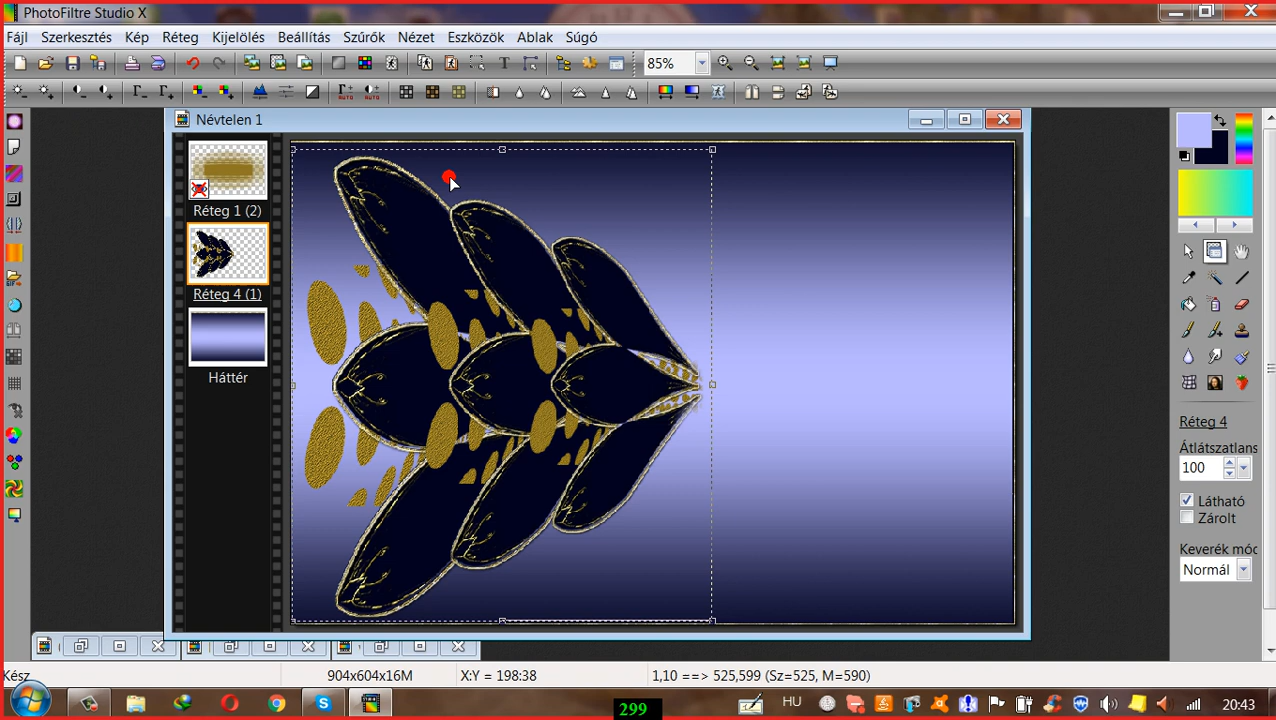 PhotoFiltre Studio X
Fájl Szerkesztés Kép Réteg Kijelölés Beállítás Szűrők Nézet Eszközök Ablak Súgó
85%
Névtelen 1
Réteg 1 (2)
Réteg 4 (1)
Háttér
Réteg 4
Átlátszatlans
100
Látható
Zárolt
Keverék móc
Normál
Kész
904x604x16M
X:Y = 198:38
1,10 ==> 525,599 (Sz=525, M=590)
299
HU
20:43